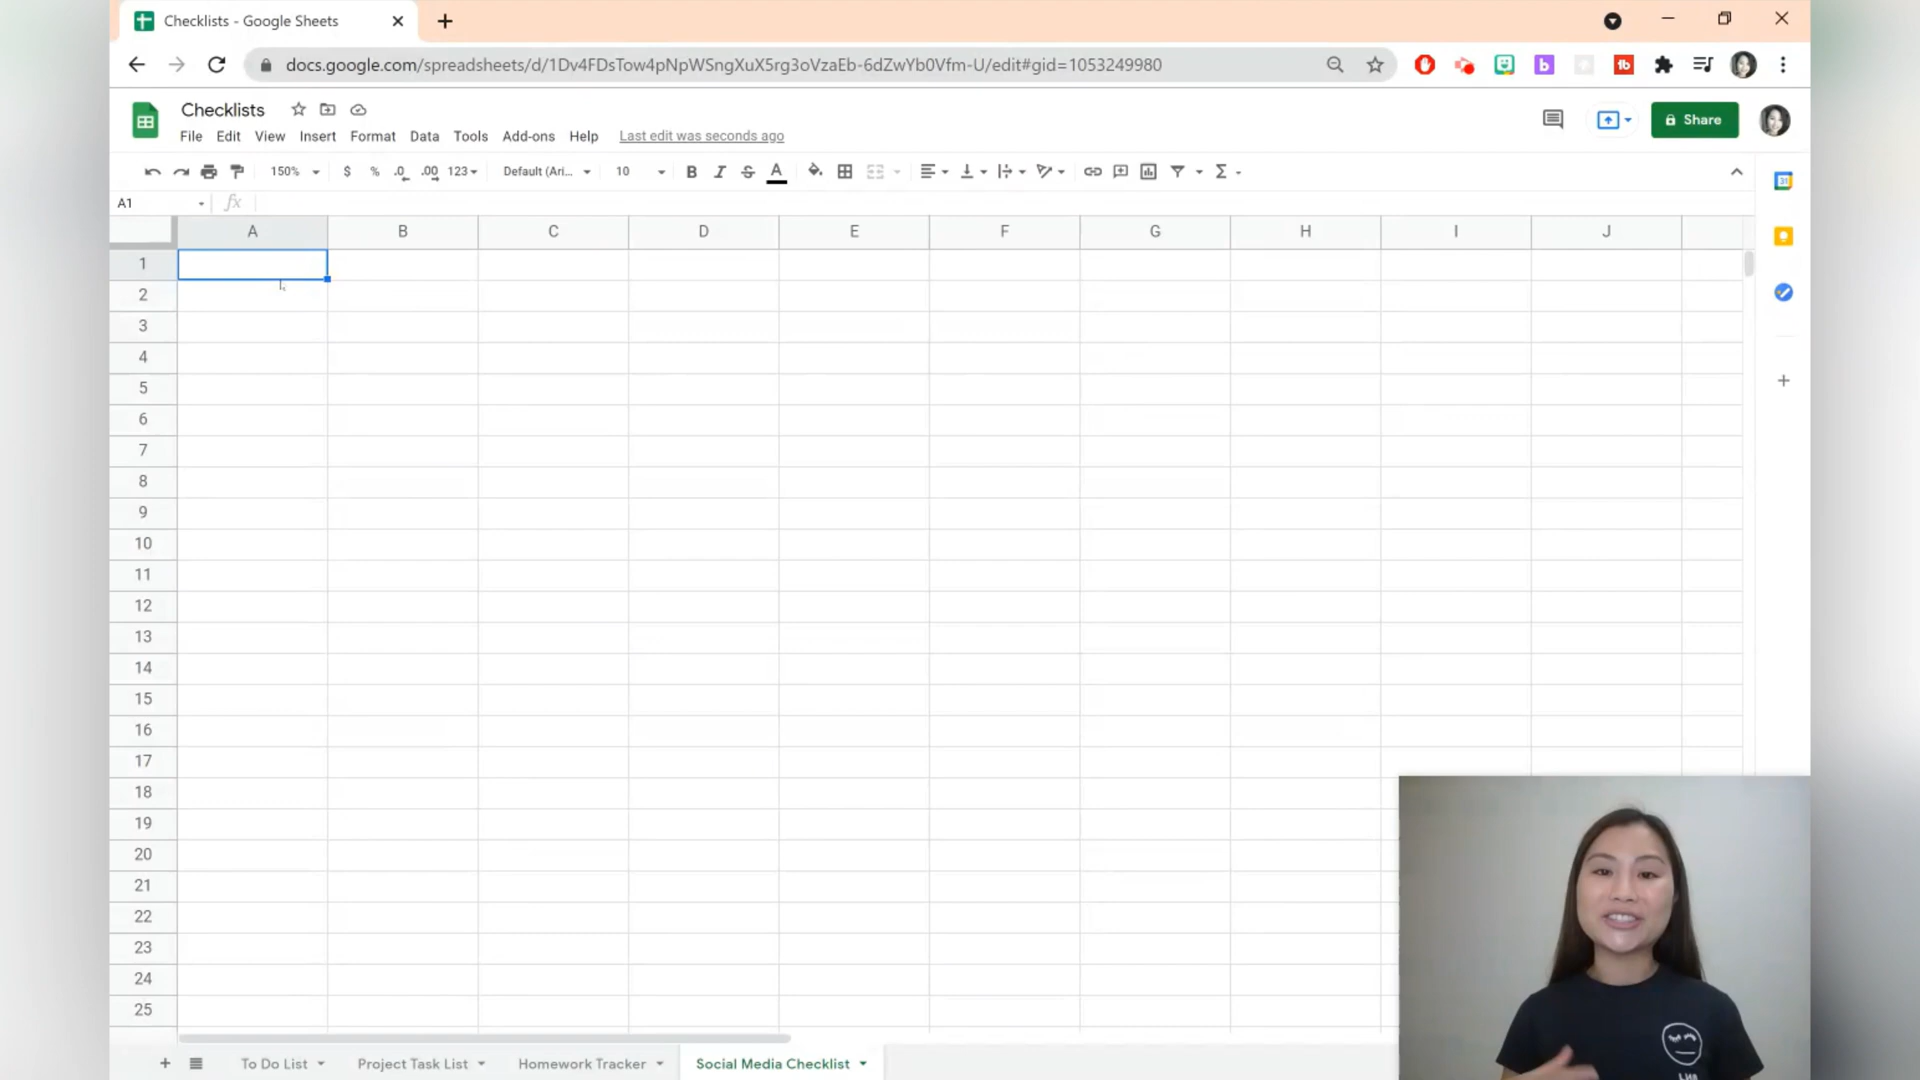 Checklists - Google Sheets
docs.google.com/spreadsheets/d/1Dv4FDsTow4pNpWSngXuX5rg3oVzaEb-6dZwYb0Vfm-U/edit#gid=1053249980
Checklists
File Edit View Insert Format Data Tools Add-ons Help Last edit was seconds ago
Share
150% $ % .0 .00 123 Default (Ari... 10 B I S A Σ
A1 fx
A B C D E F G H I J
1
2
3
4
5
6
7
8
9
10
11
12
13
14
15
16
17
18
19
20
21
22
23
24
25
To Do List Project Task List Homework Tracker Social Media Checklist